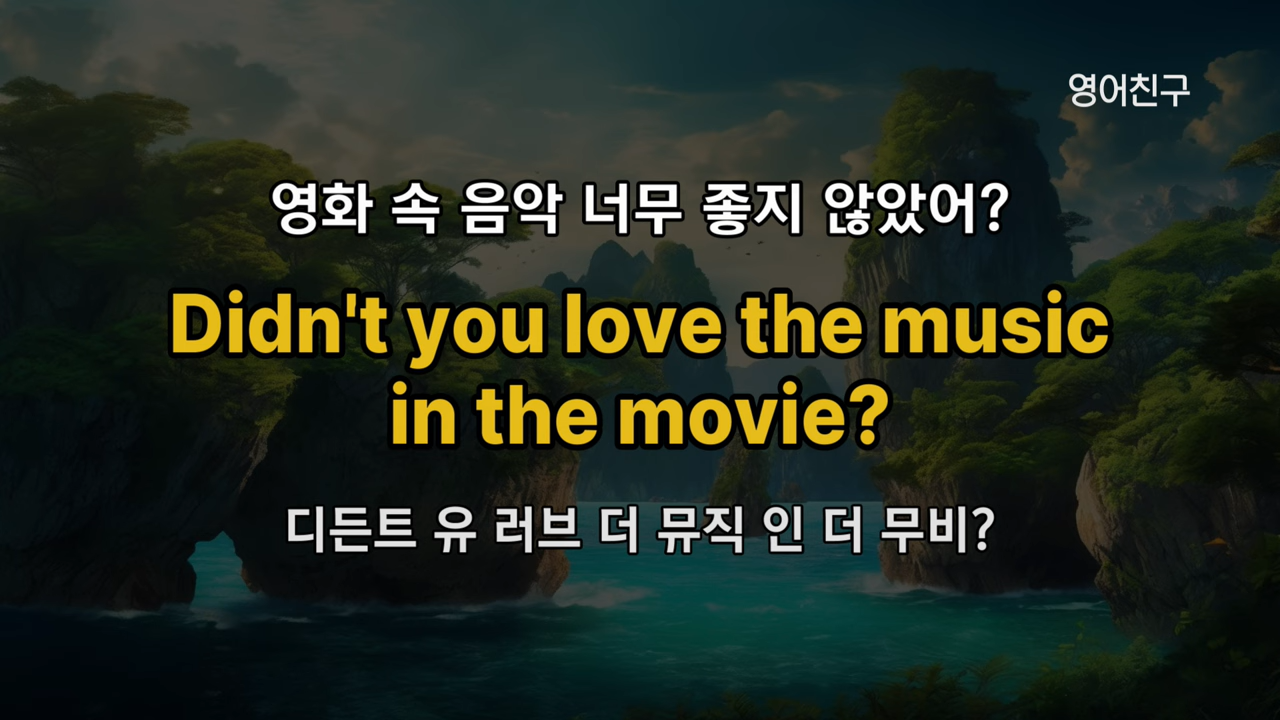 영어친구
영화 속 음악 너무 좋지 않았어?
Didn't you love the music
in the movie?
디든트 유 러브 더 뮤직 인 더 무비?